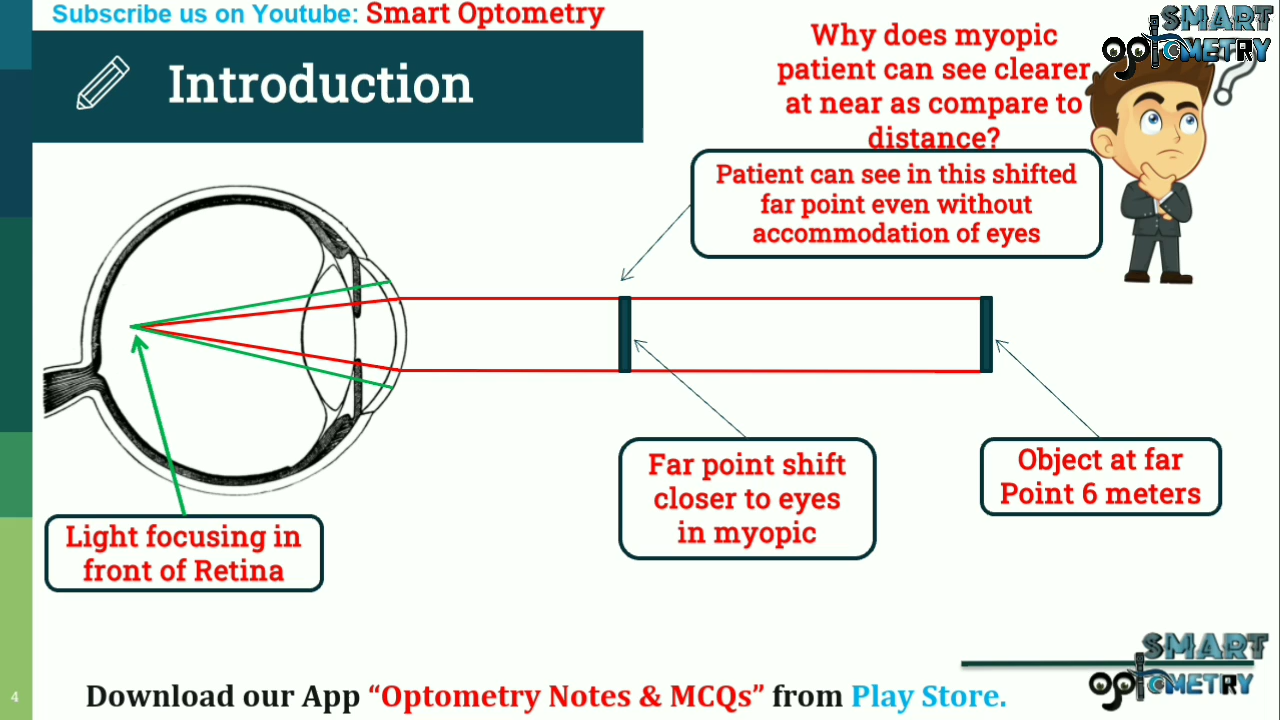 Subscribe us on Youtube: Smart Optometry
SMART
OPTOMETRY
Introduction
Why does myopic
patient can see clearer
at near as compare to
distance?
Patient can see in this shifted
far point even without
accommodation of eyes
Far point shift
closer to eyes
in myopic
Object at far
Point 6 meters
Light focusing in
front of Retina
SMART
OPTOMETRY
4
Download our App “Optometry Notes & MCQs” from Play Store.